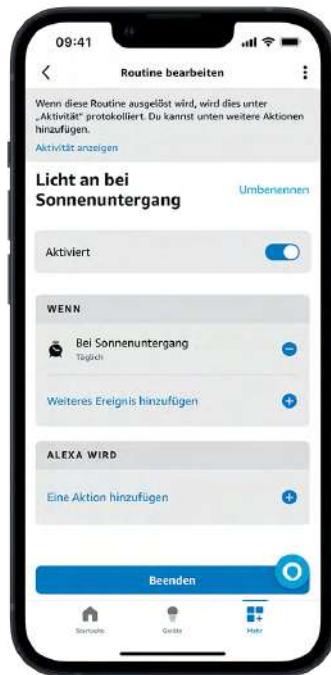 09:41
Routine bearbeiten
Wenn diese Routine ausgelöst wird, wird dies unter
„Aktivität“ protokolliert. Du kannst unten weitere Aktionen
hinzufügen.
Aktivität anzeigen
Licht an bei
Sonnenuntergang
Umbenennen
Aktiviert
WENN
Bei Sonnenuntergang
Täglich
Weiteres Ereignis hinzufügen
ALEXA WIRD
Eine Aktion hinzufügen
Beenden
Startseite
Geräte
Mehr